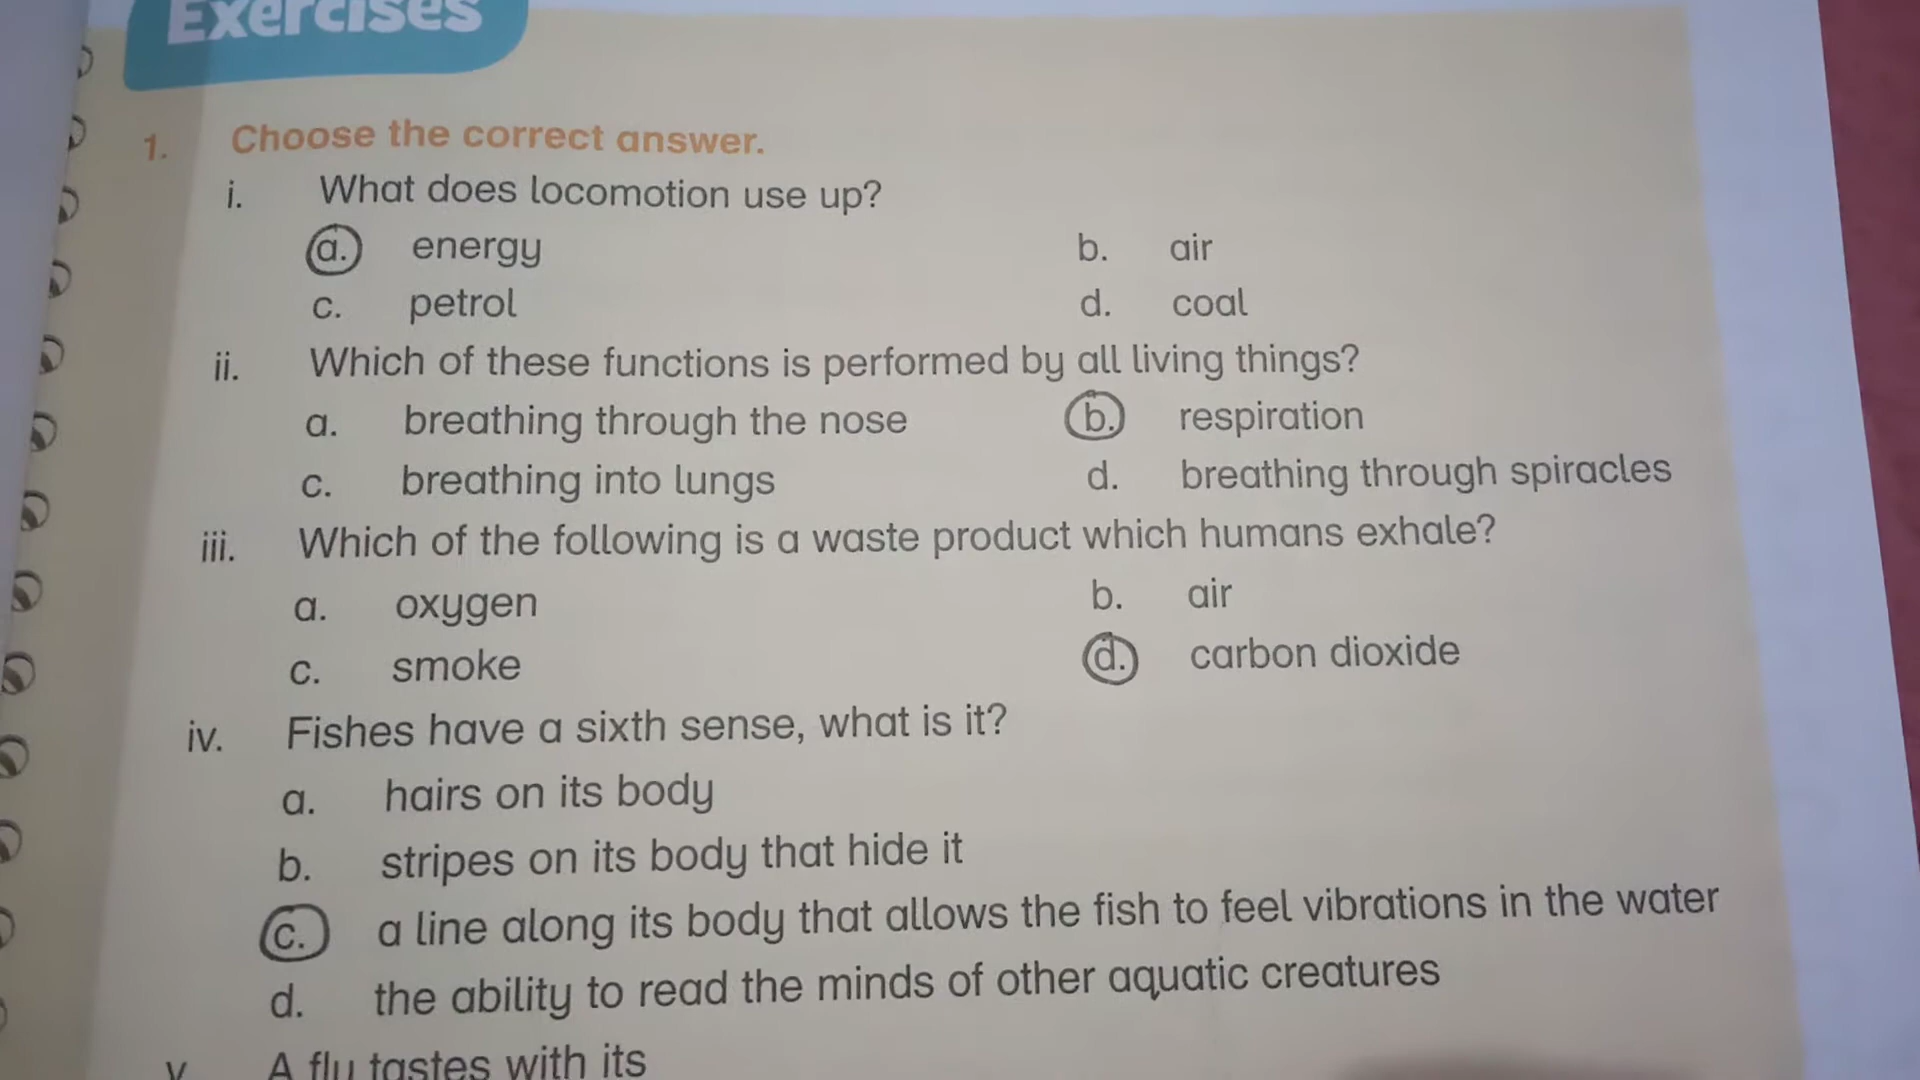 Exercises
1. Choose the correct answer.
i. What does locomotion use up?
a. energy b. air
c. petrol d. coal
ii. Which of these functions is performed by all living things?
a. breathing through the nose b. respiration
c. breathing into lungs d. breathing through spiracles
iii. Which of the following is a waste product which humans exhale?
a. oxygen b. air
c. smoke d. carbon dioxide
iv. Fishes have a sixth sense, what is it?
a. hairs on its body
b. stripes on its body that hide it
c. a line along its body that allows the fish to feel vibrations in the water
d. the ability to read the minds of other aquatic creatures
v. A fly tastes with its